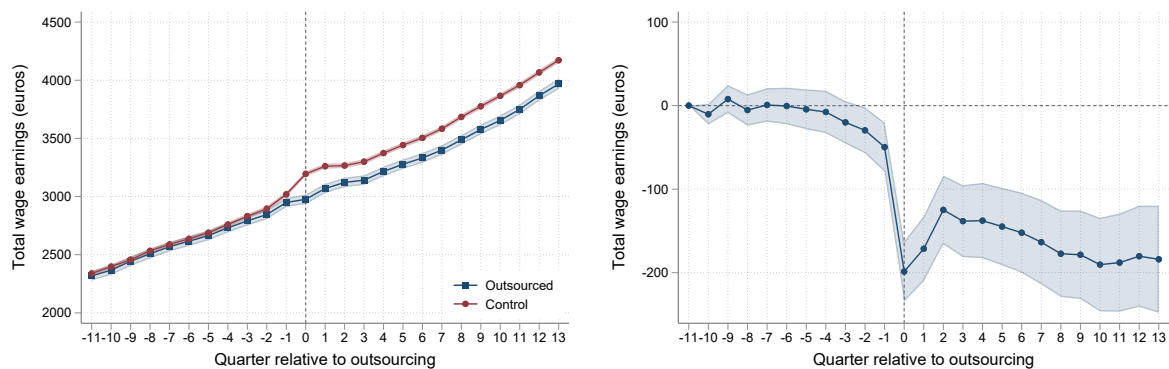 Total wage earnings (euros)
4500
4000
3500
3000
2500
2000
Outsourced
Control
-11 -10 -9 -8 -7 -6 -5 -4 -3 -2 -1 0 1 2 3 4 5 6 7 8 9 10 11 12 13
Quarter relative to outsourcing
Total wage earnings (euros)
100
0
-100
-200
-11 -10 -9 -8 -7 -6 -5 -4 -3 -2 -1 0 1 2 3 4 5 6 7 8 9 10 11 12 13
Quarter relative to outsourcing